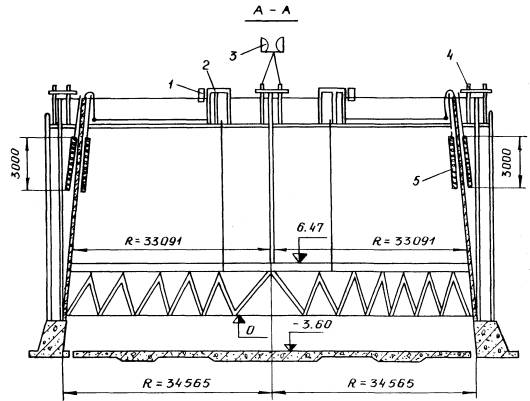 A - A
1
2
3
4
3000
3000
5
6.47
R = 33091
R = 33091
0
- 3.60
R = 34565
R = 34565